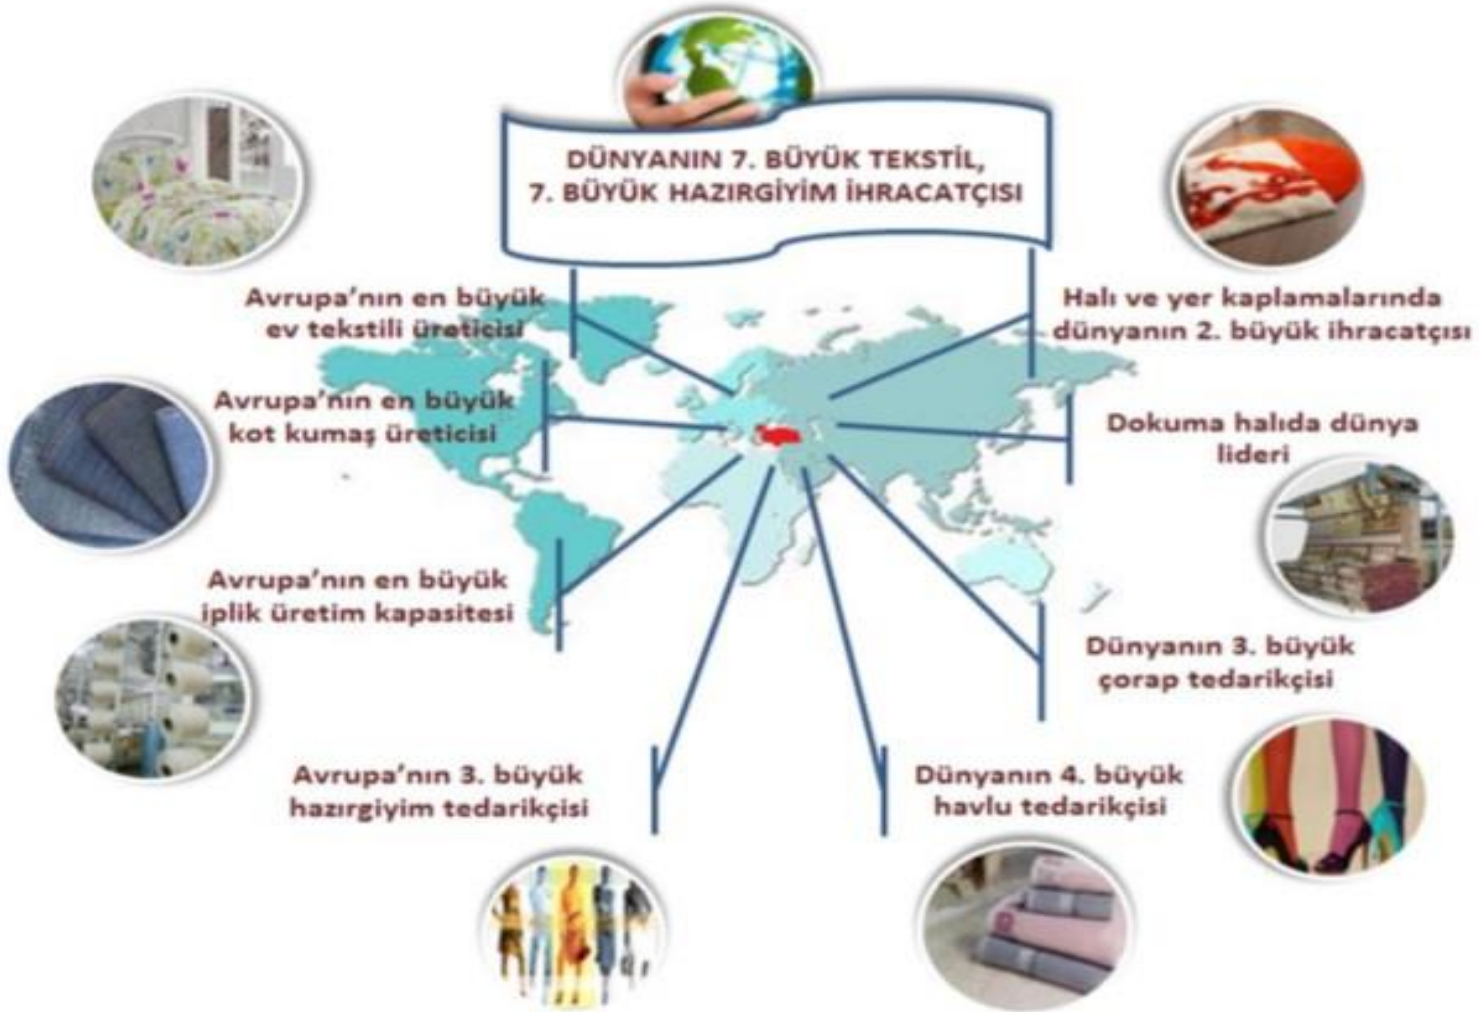 DÜNYANIN 7. BÜYÜK TEKSTİL,
7. BÜYÜK HAZIRGİYİM İHRACATÇISI
Avrupa’nın en büyük
ev tekstili üreticisi
Halı ve yer kaplamalarında
dünyanın 2. büyük ihracatçısı
Avrupa’nın en büyük
kot kumaş üreticisi
Dokuma halıda dünya
lideri
Avrupa’nın en büyük
iplik üretim kapasitesi
Dünyanın 3. büyük
çorap tedarikçisi
Avrupa’nın 3. büyük
hazırgiyim tedarikçisi
Dünyanın 4. büyük
havlu tedarikçisi